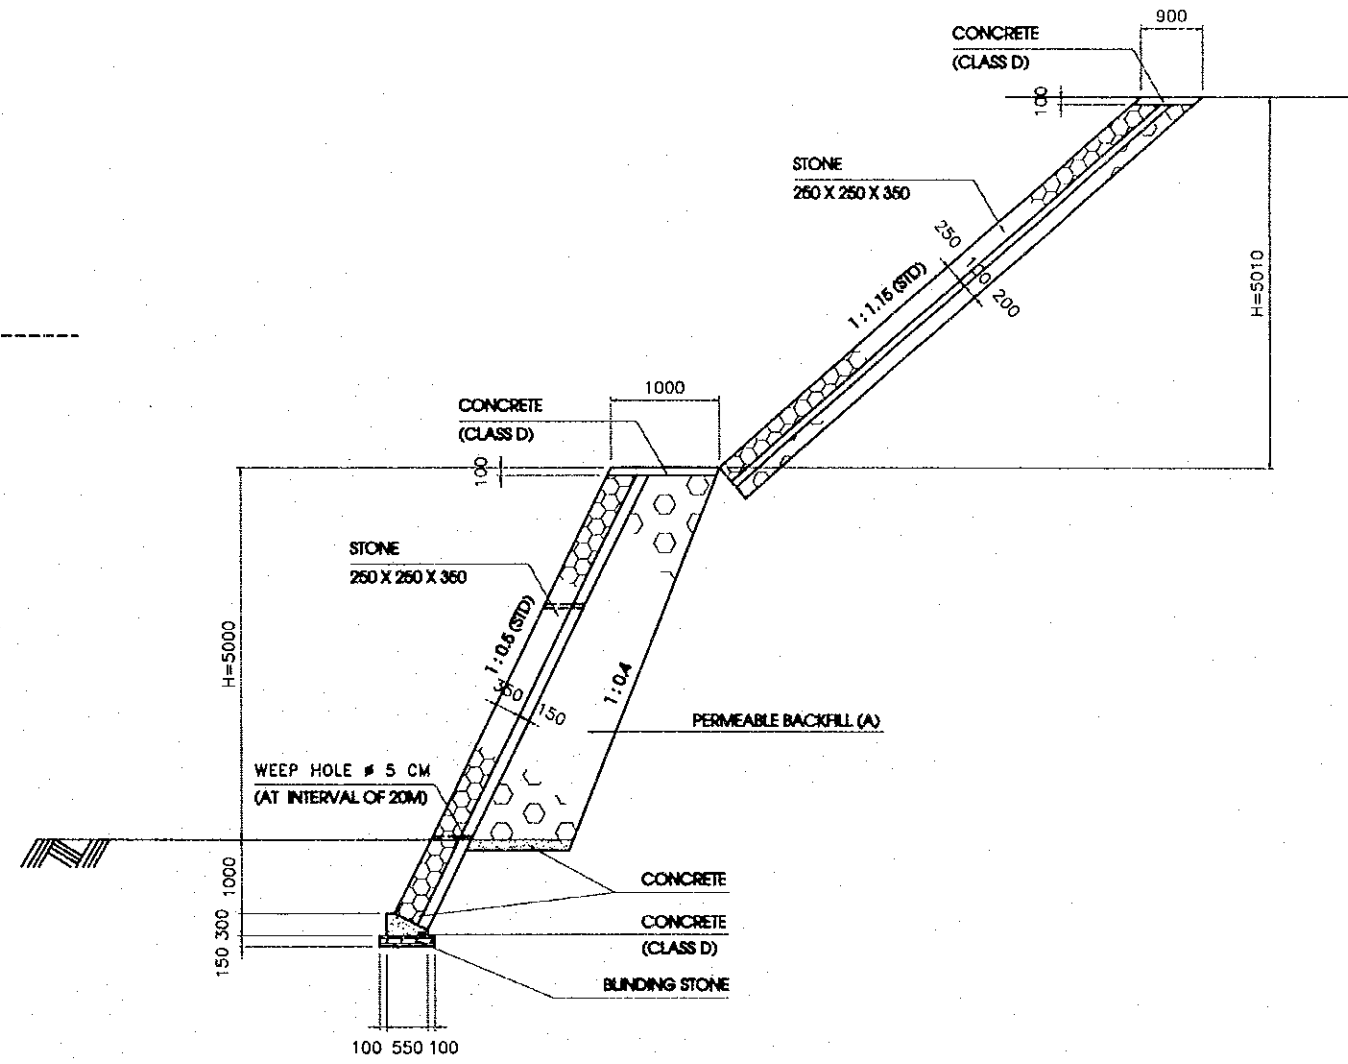 900
CONCRETE
(CLASS D)
100
STONE
250 X 250 X 350
250
100
200
1 : 1.15 (STD)
H=5010
1000
CONCRETE
(CLASS D)
100
STONE
250 X 250 X 350
H=5000
1 : 0.5 (STD)
350
150
1 : 0.4
PERMEABLE BACKFILL (A)
WEEP HOLE ø 5 CM
(AT INTERVAL OF 20M)
1000
CONCRETE
300
CONCRETE
(CLASS D)
150
BLINDING STONE
100 550 100